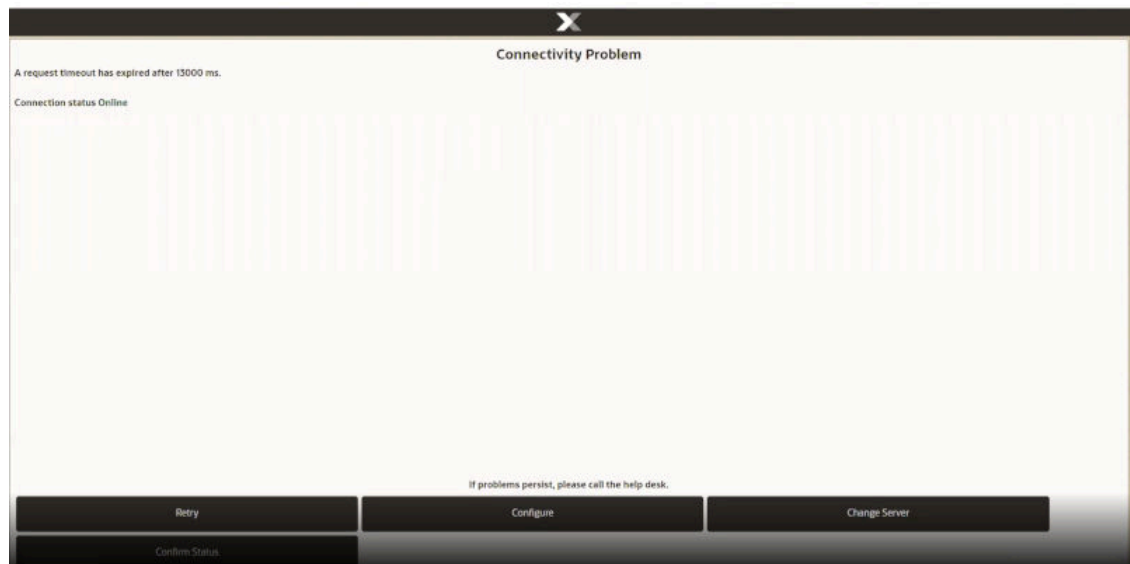 Connectivity Problem
A request timeout has expired after 13000 ms.
Connection status Online
If problems persist, please call the help desk.
Retry
Configure
Change Server
Confirm Status